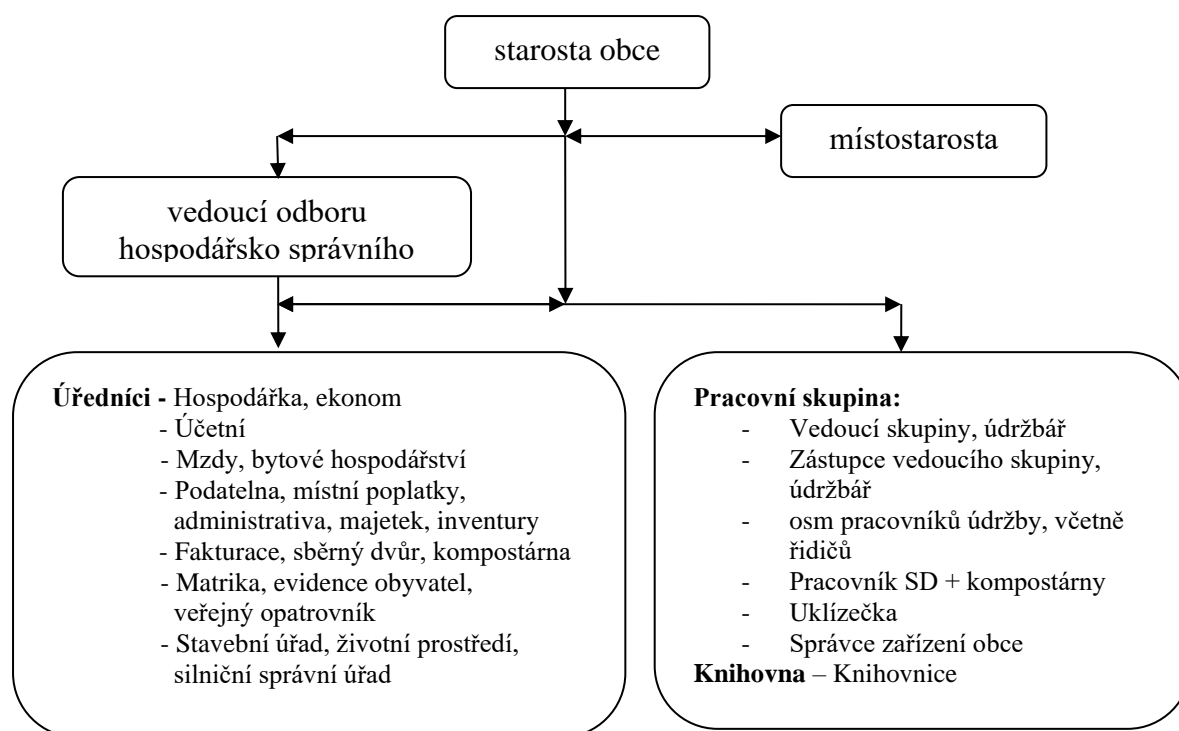 starosta obce
místostarosta
vedoucí odboru
hospodářsko správního
Úředníci - Hospodářka, ekonom
- Účetní
- Mzdy, bytové hospodářství
- Podatelna, místní poplatky,
administrativa, majetek, inventury
- Fakturace, sběrný dvůr, kompostárna
- Matrika, evidence obyvatel,
veřejný opatrovník
- Stavební úřad, životní prostředí,
silniční správní úřad
Pracovní skupina:
- Vedoucí skupiny, údržbář
- Zástupce vedoucího skupiny,
údržbář
- osm pracovníků údržby, včetně
řidičů
- Pracovník SD + kompostárny
- Uklízečka
- Správce zařízení obce
Knihovna – Knihovnice